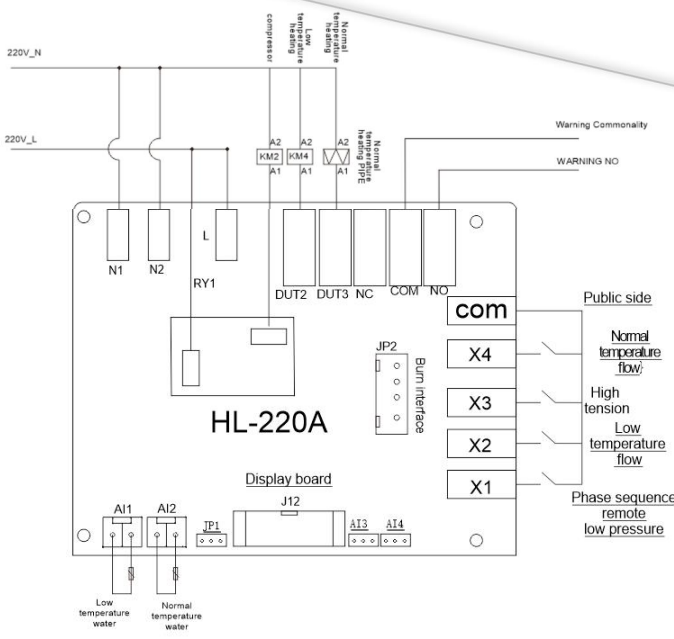 compressor
Low
temperature
heating
Normal
temperature
heating
220V_N
220V_L
A2
A2
A2
KM2
KM4
A1
A1
A1
Normal
temperature
heating PIPE
Warning Commonality
WARNING NO
N1
N2
L
RY1
DUT2
DUT3
NC
COM
NO
com
Public side
X4
Normal
temperature
flow}
X3
High
tension
X2
Low
temperature
flow
X1
Phase sequence
remote
low pressure
JP2
Burn interface
HL-220A
Display board
J12
AI1
AI2
JP1
AI3
AI4
Low
temperature
water
Normal
temperature
water